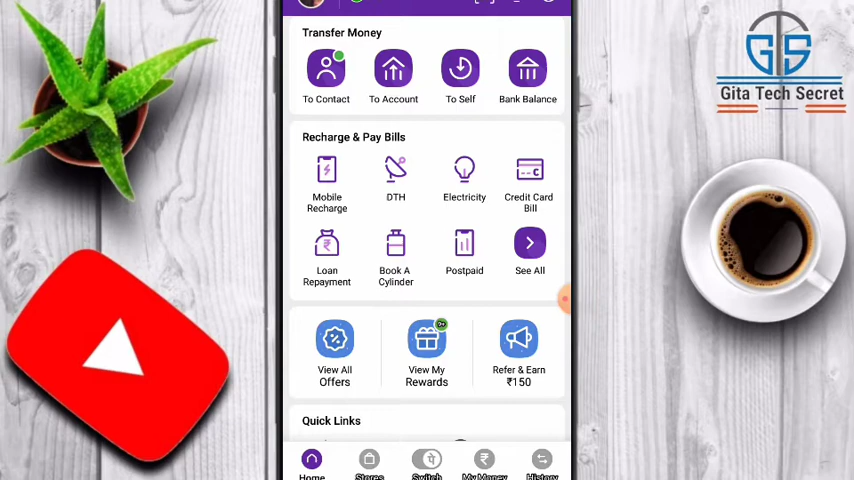 Transfer Money
To Contact
To Account
To Self
Bank Balance
Recharge & Pay Bills
Mobile
Recharge
DTH
Electricity
Credit Card
Bill
Loan
Repayment
Book A
Cylinder
Postpaid
See All
View All
Offers
View My
Rewards
Refer & Earn
₹150
Quick Links
Home
Stores
Switch
My Money
History
GTS
Gita Tech Secret